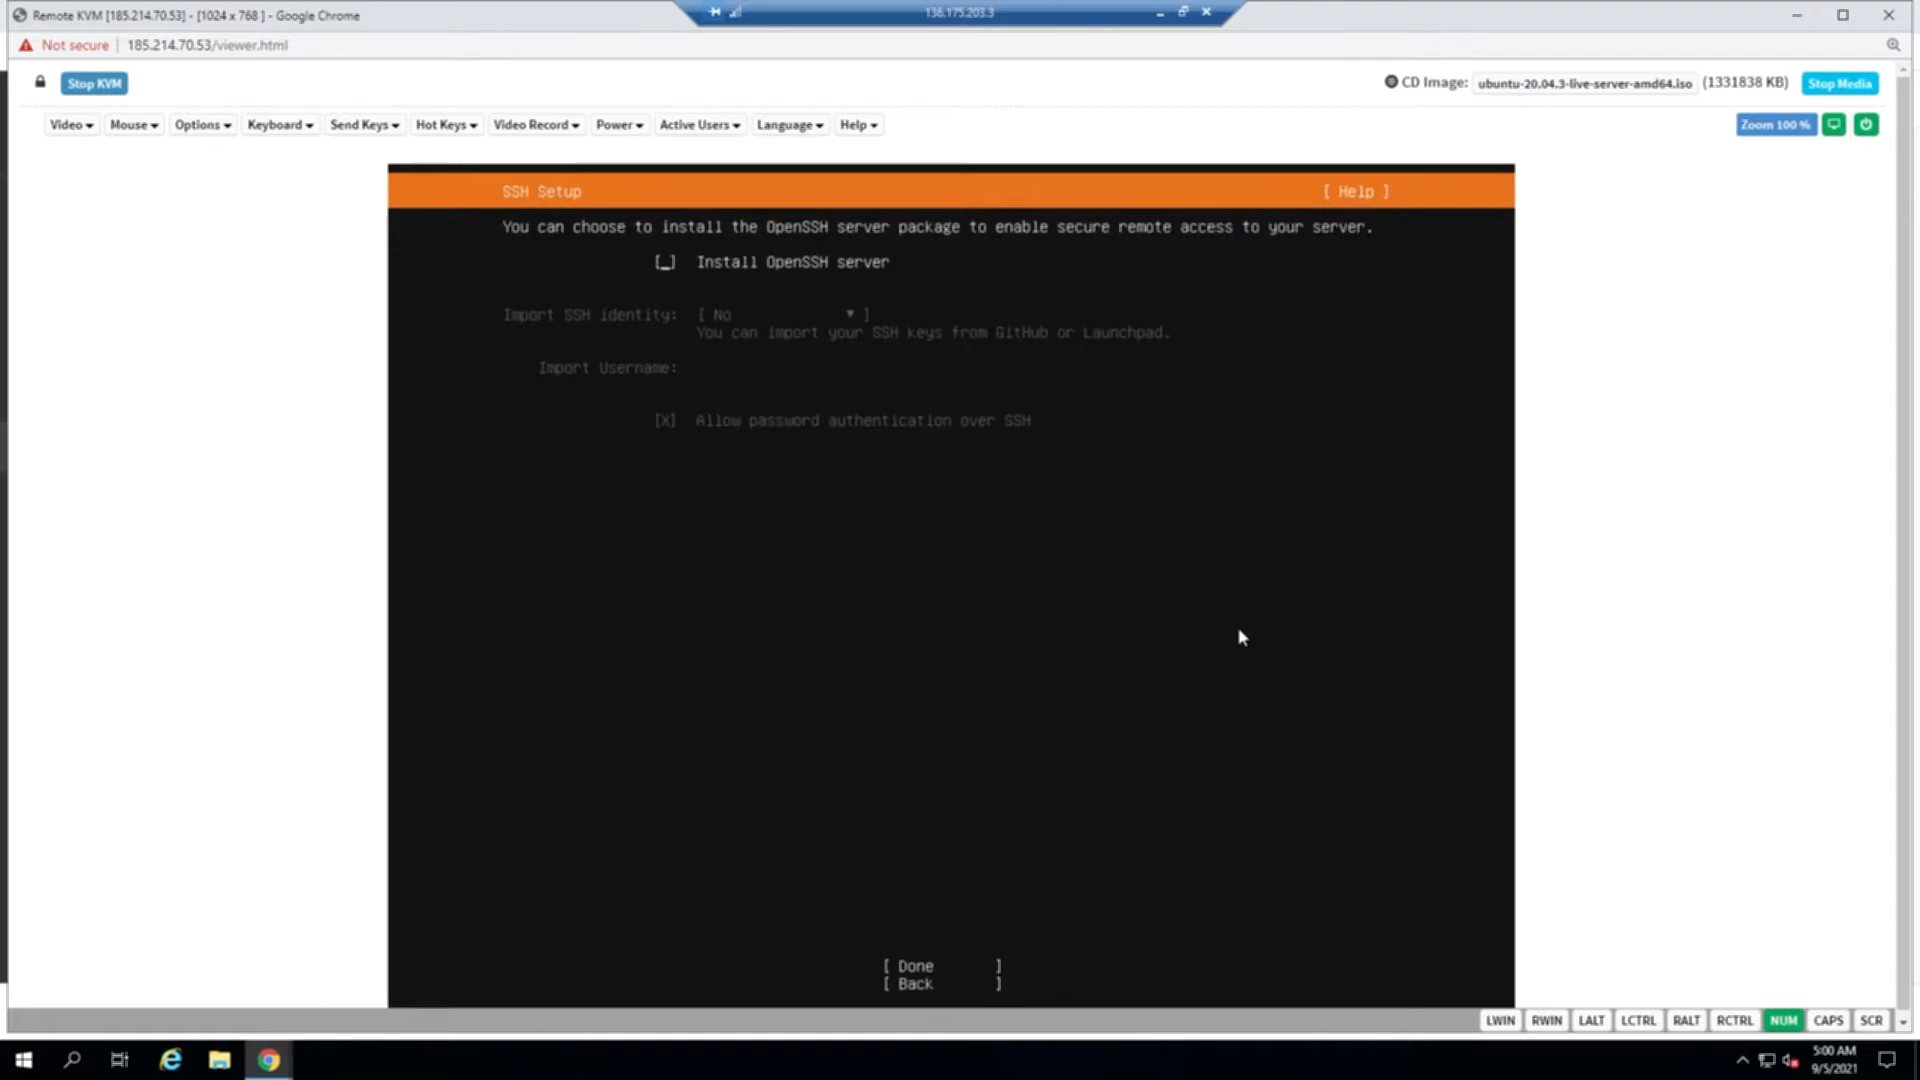 Remote KVM [185.214.70.53] - [1024 x 768 ] - Google Chrome
136.175.203.3
Not secure | 185.214.70.53/viewer.html
Stop KVM
CD Image: ubuntu-20.04.3-live-server-amd64.iso (1331838 KB) Stop Media
Video Mouse Options Keyboard Send Keys Hot Keys Video Record Power Active Users Language Help
Zoom 100 %
SSH Setup [ Help ]
You can choose to install the OpenSSH server package to enable secure remote access to your server.
[_] Install OpenSSH server
Import SSH identity: [ No ▼ ]
You can import your SSH keys from GitHub or Launchpad.
Import Username:
[X] Allow password authentication over SSH
[ Done ]
[ Back ]
LWIN RWIN LALT LCTRL RALT RCTRL NUM CAPS SCR
5:00 AM
9/5/2021